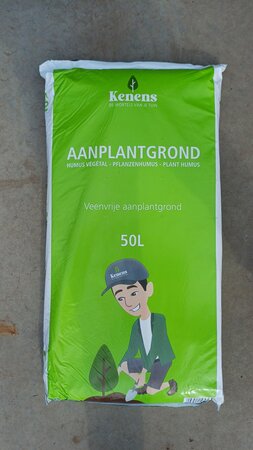 Kenens
DE WORTELS VAN JE TUIN
AANPLANTGROND
HUMUS VÉGÉTAL - PFLANZENHUMUS - PLANT HUMUS
Veenvrije aanplantgrond
50L
Kenens